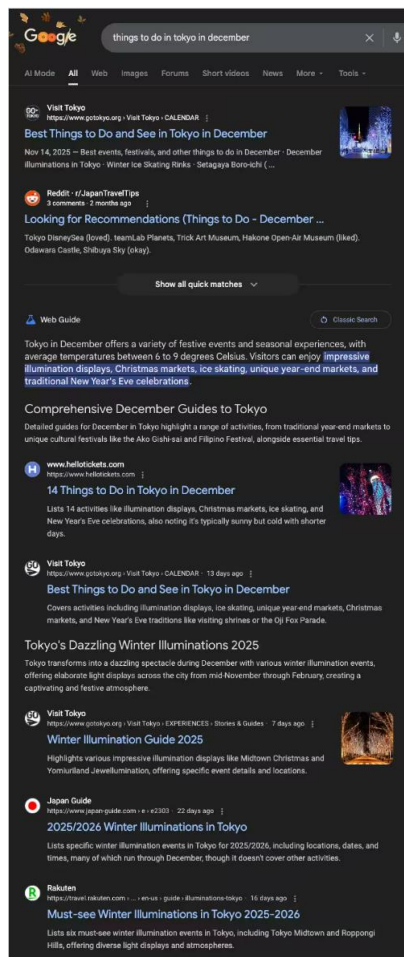 Google
things to do in tokyo in december
AI Mode All Web Images Forums Short videos News More Tools
Visit Tokyo
https://www.gotokyo.org › Visit Tokyo › CALENDAR
Best Things to Do and See in Tokyo in December
Nov 14, 2025 — Best events, festivals, and other things to do in December · December
Illuminations in Tokyo · Winter Ice Skating Rinks · Setagaya Boro-ichi ( ...
Reddit · r/JapanTravelTips
3 comments · 2 months ago
Looking for Recommendations (Things to Do - December ...
Tokyo DisneySea (loved). teamLab Planets, Trick Art Museum, Hakone Open-Air Museum (liked).
Odawara Castle, Shibuya Sky (okay).
Show all quick matches
Web Guide
Classic Search
Tokyo in December offers a variety of festive events and seasonal experiences, with
average temperatures between 6 to 9 degrees Celsius. Visitors can enjoy impressive
illumination displays, Christmas markets, ice skating, unique year-end markets, and
traditional New Year's Eve celebrations.
Comprehensive December Guides to Tokyo
Detailed guides for December in Tokyo highlight a range of activities, from traditional year-end markets to
unique cultural festivals like the Ako Gishi-sai and Filipino Festival, alongside essential travel tips.
H
www.hellotickets.com
https://www.hellotickets.com
14 Things to Do in Tokyo in December
Lists 14 activities like illumination displays, Christmas markets, ice skating, and
New Year's Eve celebrations, also noting it's typically sunny but cold with shorter
days.
Visit Tokyo
https://www.gotokyo.org › Visit Tokyo › CALENDAR · 13 days ago
Best Things to Do and See in Tokyo in December
Covers activities including illumination displays, ice skating, unique year-end markets, Christmas
markets, and New Year's Eve traditions like visiting shrines or the Oji Fox Parade.
Tokyo's Dazzling Winter Illuminations 2025
Tokyo transforms into a dazzling spectacle during December with various winter illumination events,
offering elaborate light displays across the city from mid-November through February, creating a
captivating and festive atmosphere.
Visit Tokyo
https://www.gotokyo.org › Visit Tokyo › EXPERIENCES › Stories & Guides · 7 days ago
Winter Illumination Guide 2025
Highlights various impressive illumination displays like Midtown Christmas and
Yomiuriland Jewellumination, offering specific event details and locations.
Japan Guide
https://www.japan-guide.com › e › e2303 · 22 days ago
2025/2026 Winter Illuminations in Tokyo
Lists specific winter illumination events in Tokyo for 2025/2026, including locations, dates, and
times, many of which run through December, though it doesn't cover other activities.
R
Rakuten
https://travel.rakuten.com › ... › en-us › guide › illuminations-tokyo · 16 days ago
Must-see Winter Illuminations in Tokyo 2025-2026
Lists six must-see winter illumination events in Tokyo, including Tokyo Midtown and Roppongi
Hills, offering diverse light displays and atmospheres.